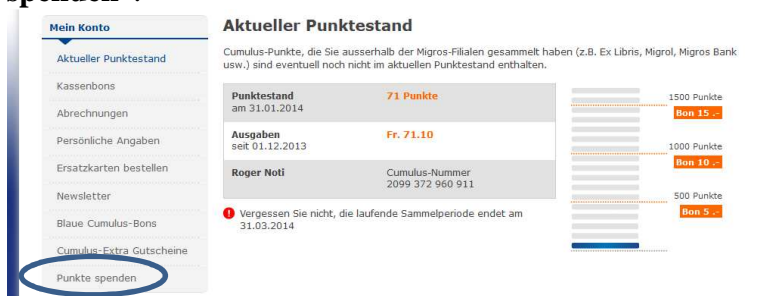 spenden".
Mein Konto
Aktueller Punktestand
Kassenbons
Abrechnungen
Persönliche Angaben
Ersatzkarten bestellen
Newsletter
Blaue Cumulus-Bons
Cumulus-Extra Gutscheine
Punkte spenden
Aktueller Punktestand
Cumulus-Punkte, die Sie ausserhalb der Migros-Filialen gesammelt haben (z.B. Ex Libris, Migrol, Migros Bank
usw.) sind eventuell noch nicht im aktuellen Punktestand enthalten.
Punktestand 71 Punkte
am 31.01.2014
Ausgaben Fr. 71.10
seit 01.12.2013
Roger Noti Cumulus-Nummer
2099 372 960 911
Vergessen Sie nicht, die laufende Sammelperiode endet am
31.03.2014
1500 Punkte
Bon 15 .-
1000 Punkte
Bon 10 .-
500 Punkte
Bon 5 .-